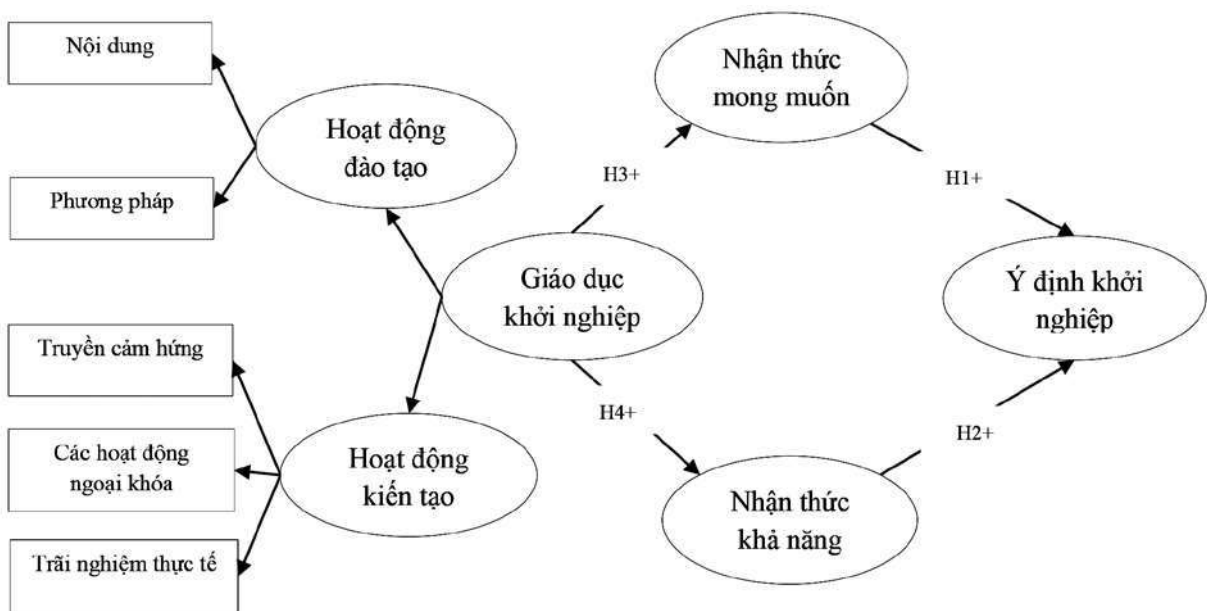 Nội dung
Phương pháp
Hoạt động
đào tạo
Nhận thức
mong muốn
H3+
H1+
Giáo dục
khởi nghiệp
Ý định khởi
nghiệp
Truyền cảm hứng
Các hoạt động
ngoại khóa
Trãi nghiệm thực tế
Hoạt động
kiến tạo
H4+
H2+
Nhận thức
khả năng